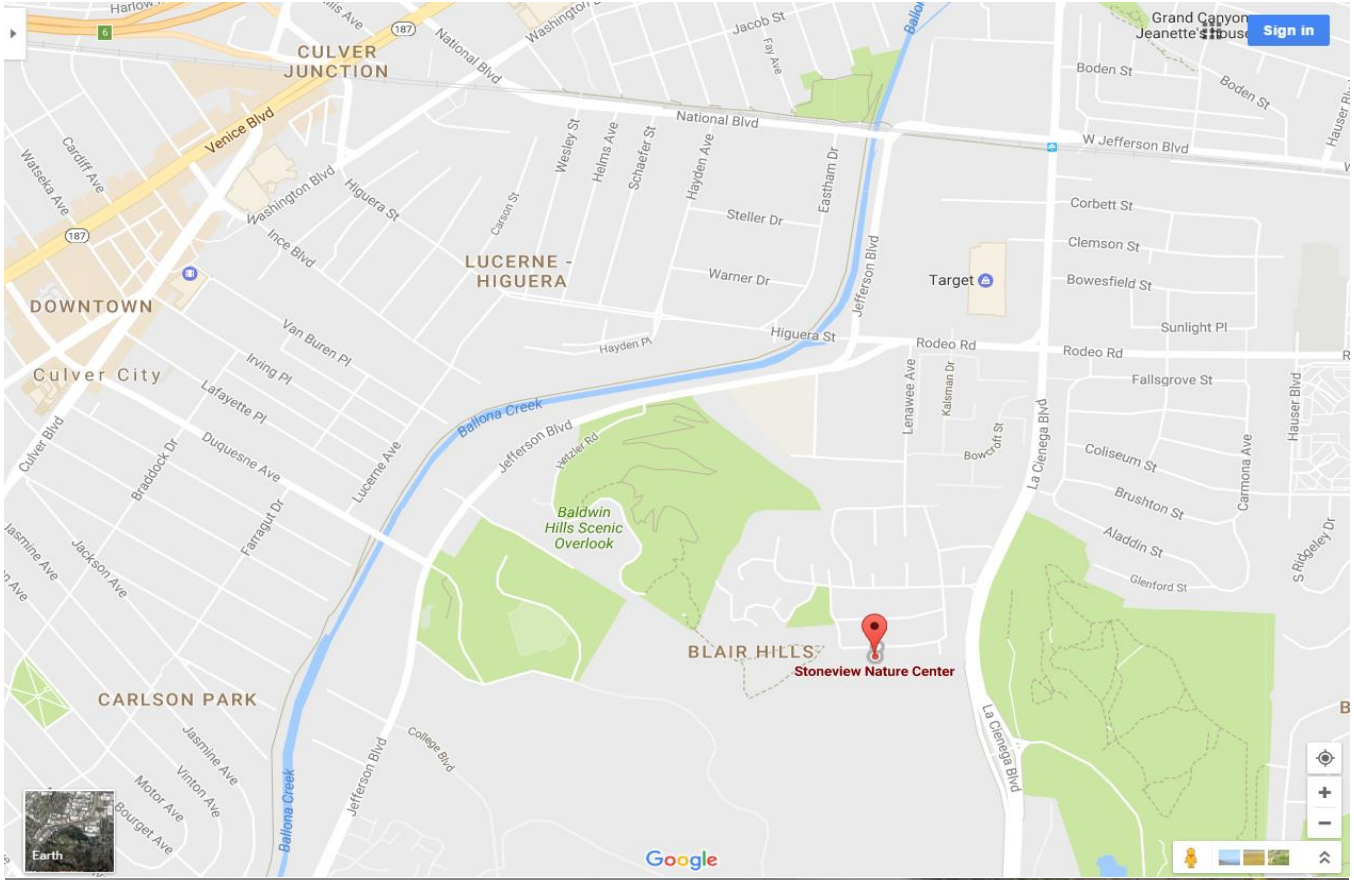 Harlow
6
187
National Blvd
Washington Blvd
Jacob St
Fay Ave
Ballona
Grand Canyon
Jeanette's House
Sign in
CULVER
JUNCTION
Boden St
Boden St
Hauser
Venice Blvd
National Blvd
W Jefferson Blvd
Cardiff Ave
Watseka Ave
Washington Blvd
Higuera St
Carson St
Wesley St
Helms Ave
Schaefer St
Hayden Ave
Eastham Dr
Steller Dr
Corbett St
187
Ince Blvd
LUCERNE -
HIGUERA
Warner Dr
Jefferson Blvd
Target
Clemson St
Bowesfield St
DOWNTOWN
Van Buren Pl
Hayden Pl
Higuera St
Rodeo Rd
Sunlight Pl
Rodeo Rd
R
Culver City
Irving Pl
Lafayette Pl
Lenawee Ave
Kalsman Dr
Fallsgrove St
Hauser Blvd
Culver Blvd
Duquesne Ave
Braddock Dr
Lucerne Ave
Farragut Dr
Ballona Creek
Jefferson Blvd
Hetzler Rd
Bowcroft St
La Cienega Blvd
Coliseum St
Carmona Ave
Brushton St
Baldwin
Hills Scenic
Overlook
Aladdin St
S Ridgeley Dr
Glenford St
Jasmine Ave
Jackson Ave
BLAIR HILLS
Stoneview Nature Center
CARLSON PARK
B
Jasmine Ave
Vinton Ave
Motor Ave
Bourget Ave
Ballona Creek
Jefferson Blvd
College Blvd
La Cienega Blvd
Earth
Google